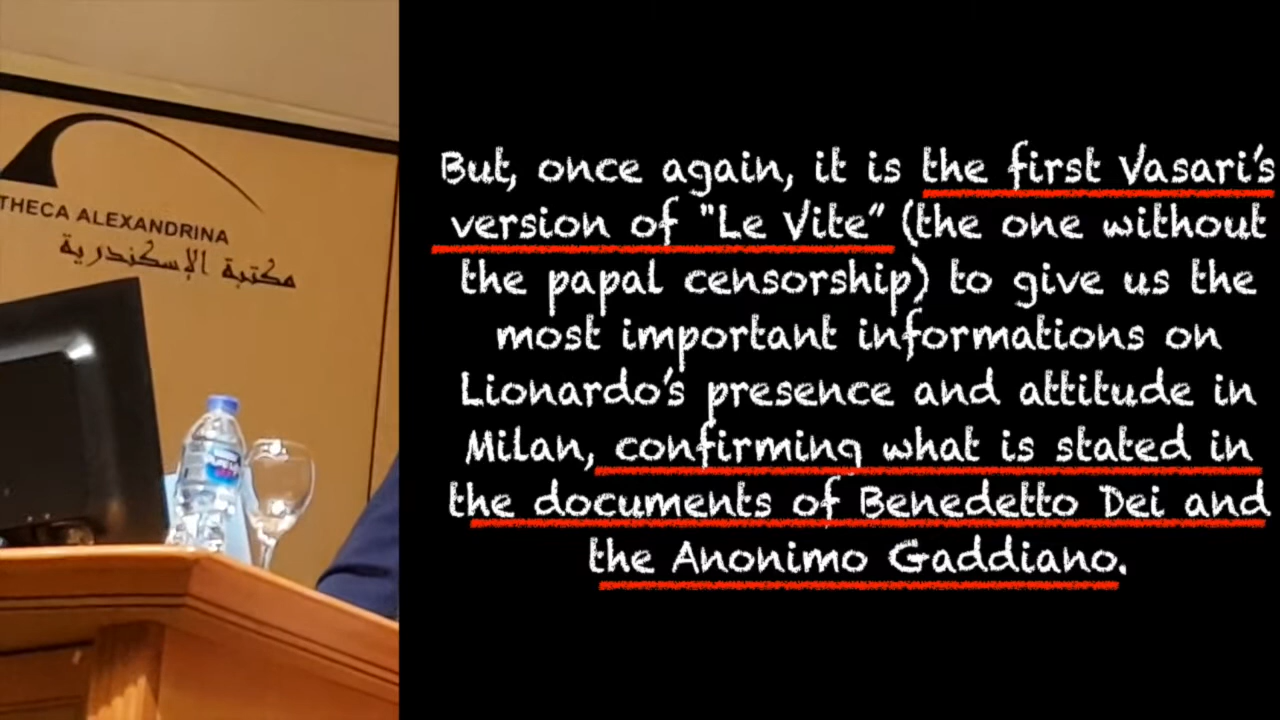 THECA ALEXANDRINA
مكتبة الإسكندرية
But, once again, it is the first Vasari's
version of "Le Vite” (the one without
the papal censorship) to give us the
most important informations on
Lionardo's presence and attitude in
Milan, confirming what is stated in
the documents of Benedetto Dei and
the Anonimo Gaddiano.